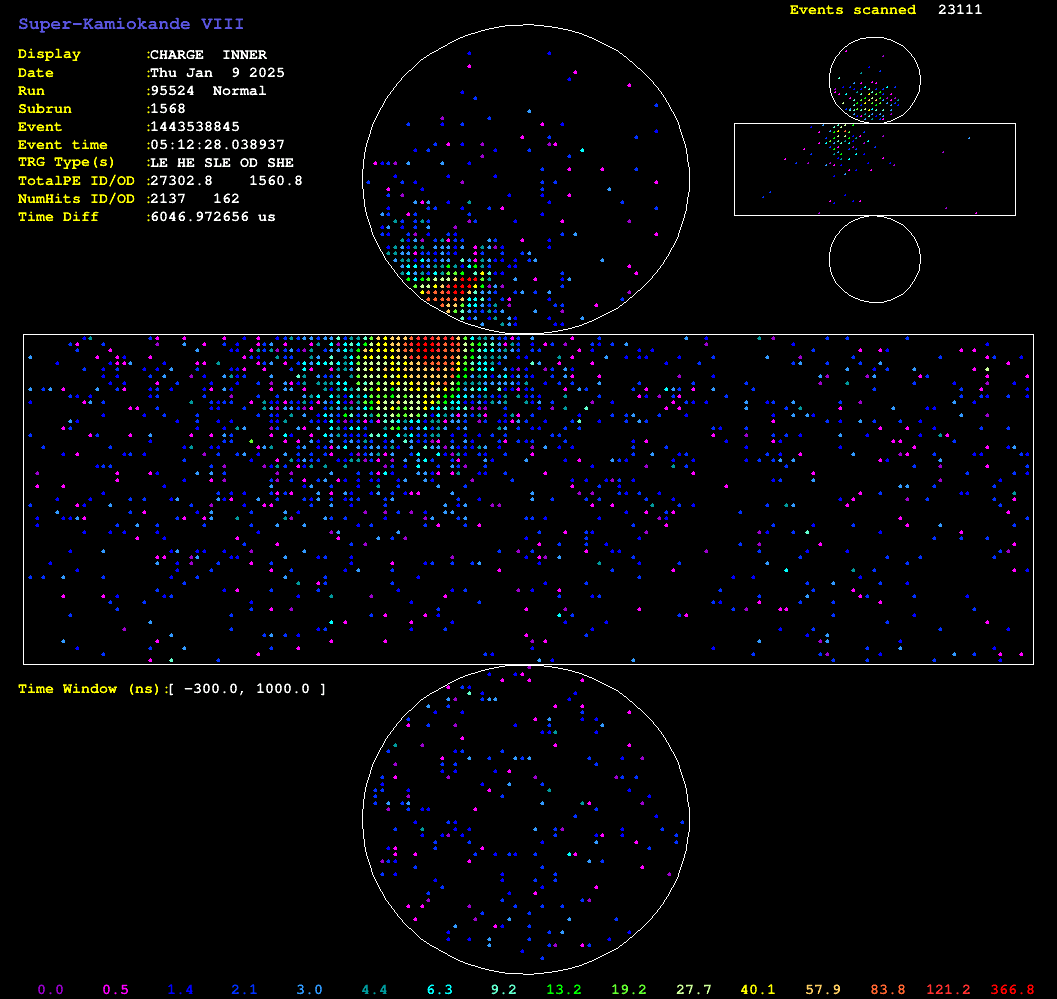 Super-Kamiokande VIII
Events scanned 23111
Display :CHARGE INNER
Date :Thu Jan 9 2025
Run :95524 Normal
Subrun :1568
Event :1443538845
Event time :05:12:28.038937
TRG Type(s) :LE HE SLE OD SHE
TotalPE ID/OD :27302.8 1560.8
NumHits ID/OD :2137 162
Time Diff :6046.972656 us
Time Window (ns):[ -300.0, 1000.0 ]
0.0 0.5 1.4 2.1 3.0 4.4 6.3 9.2 13.2 19.2 27.7 40.1 57.9 83.8 121.2 366.8